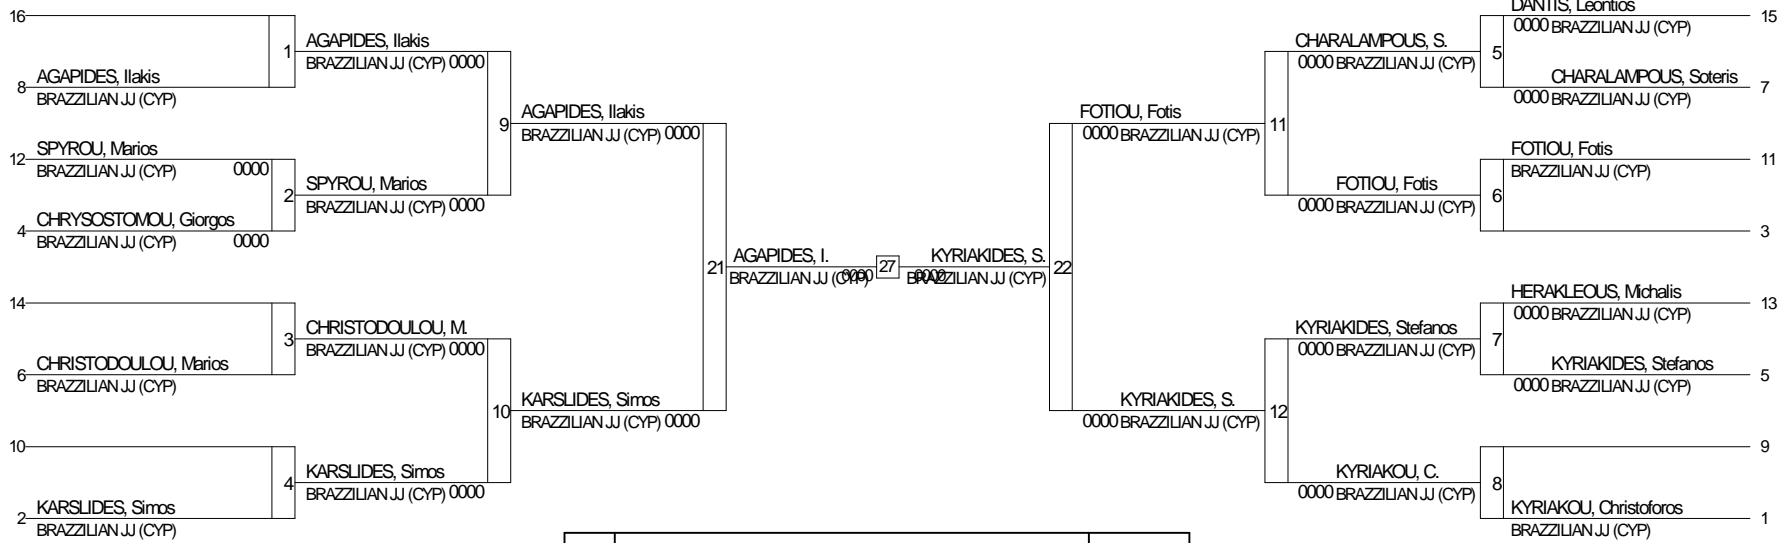 16
1
AGAPIDES, Ilakis
BRAZZILIAN JJ (CYP) 0000
AGAPIDES, Ilakis
8
BRAZZILIAN JJ (CYP)
9
AGAPIDES, Ilakis
BRAZZILIAN JJ (CYP) 0000
SPYROU, Marios
12
BRAZZILIAN JJ (CYP) 0000
2
SPYROU, Marios
BRAZZILIAN JJ (CYP) 0000
CHRYSOSTOMOU, Giorgos
4
BRAZZILIAN JJ (CYP) 0000
21
AGAPIDES, I.
BRAZZILIAN JJ (CYP) 0000
27
14
3
CHRISTODOULOU, M.
BRAZZILIAN JJ (CYP) 0000
CHRISTODOULOU, Marios
6
BRAZZILIAN JJ (CYP)
10
KARSLIDES, Simos
BRAZZILIAN JJ (CYP) 0000
10
4
KARSLIDES, Simos
BRAZZILIAN JJ (CYP) 0000
KARSLIDES, Simos
2
BRAZZILIAN JJ (CYP)
KYRIAKIDES, S.
0000 BRAZZILIAN JJ (CYP)
22
FOTIOU, Fotis
0000 BRAZZILIAN JJ (CYP)
11
CHARALAMPOUS, S.
0000 BRAZZILIAN JJ (CYP)
5
DANTIS, Leontios
15
0000 BRAZZILIAN JJ (CYP)
CHARALAMPOUS, Soteris
7
0000 BRAZZILIAN JJ (CYP)
FOTIOU, Fotis
0000 BRAZZILIAN JJ (CYP)
6
FOTIOU, Fotis
11
BRAZZILIAN JJ (CYP)
3
KYRIAKIDES, S.
0000 BRAZZILIAN JJ (CYP)
12
KYRIAKIDES, Stefanos
0000 BRAZZILIAN JJ (CYP)
7
HERAKLEOUS, Michalis
13
0000 BRAZZILIAN JJ (CYP)
KYRIAKIDES, Stefanos
5
0000 BRAZZILIAN JJ (CYP)
KYRIAKOU, C.
0000 BRAZZILIAN JJ (CYP)
8
9
KYRIAKOU, Christoforos
1
BRAZZILIAN JJ (CYP)